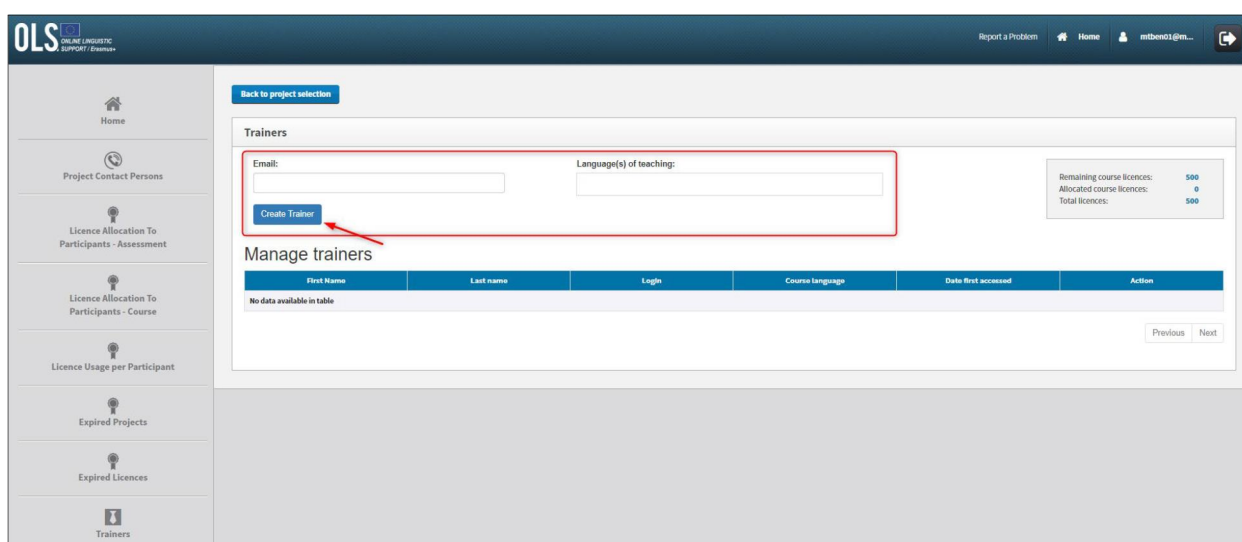 OLS ONLINE LINGUISTIC
SUPPORT / Erasmus+
Report a Problem Home mtben01@m...
Home
Project Contact Persons
Licence Allocation To
Participants - Assessment
Licence Allocation To
Participants - Course
Licence Usage per Participant
Expired Projects
Expired Licences
Trainers
Back to project selection
Trainers
Email: Language(s) of teaching:
Create Trainer
Remaining course licences: 500
Allocated course licences: 0
Total licences: 500
Manage trainers
First Name Last name Login Course language Date first accessed Action
No data available in table
Previous Next